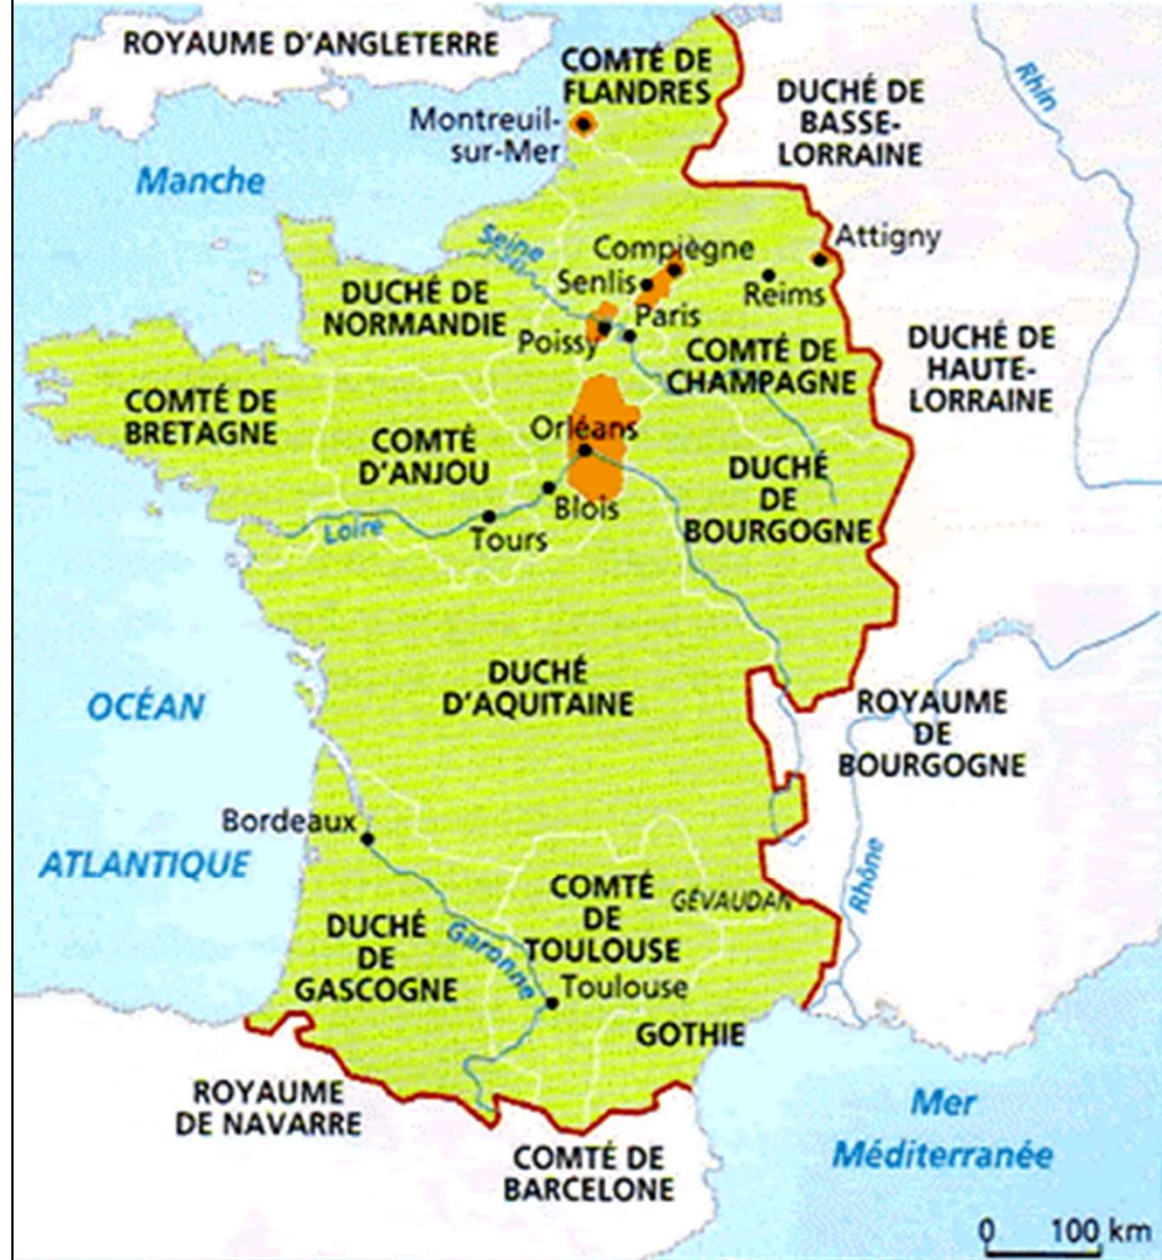 ROYAUME D'ANGLETERRE
COMTÉ DE
FLANDRES
DUCHÉ DE
BASSE-
LORRAINE
Rhin
Montreuil-
sur-Mer
Manche
Seine
Compiègne
Attigny
Senlis
Reims
DUCHÉ DE
NORMANDIE
Paris
Poissy
COMTÉ DE
CHAMPAGNE
DUCHÉ DE
HAUTE-
LORRAINE
COMTÉ DE
BRETAGNE
COMTÉ
D'ANJOU
Orléans
DUCHÉ
DE
BOURGOGNE
Blois
Loire
Tours
DUCHÉ
D'AQUITAINE
OCÉAN
ATLANTIQUE
ROYAUME
DE
BOURGOGNE
Bordeaux
Rhône
COMTÉ
DE
TOULOUSE
GÉVAUDAN
DUCHÉ
DE
GASCOGNE
Garonne
Toulouse
GOTHIE
ROYAUME
DE NAVARRE
COMTÉ DE
BARCELONE
Mer
Méditerranée
0 100 km